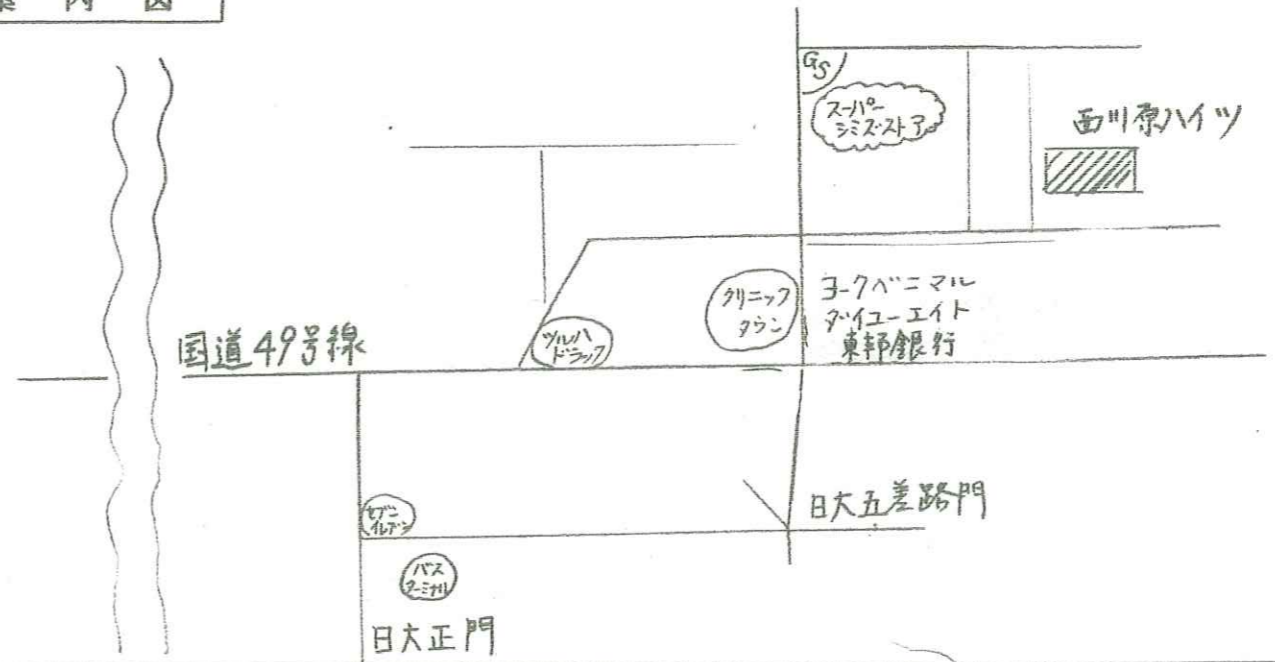 案内図
GS
スーパー
シミズストア
西川原ハイツ
クリニック
タウン
ヨークベニマル
ダイユーエイト
東邦銀行
国道49号線
ツルハ
ドラッグ
セブン
イレブン
日大五差路門
バス
ターミナル
日大正門